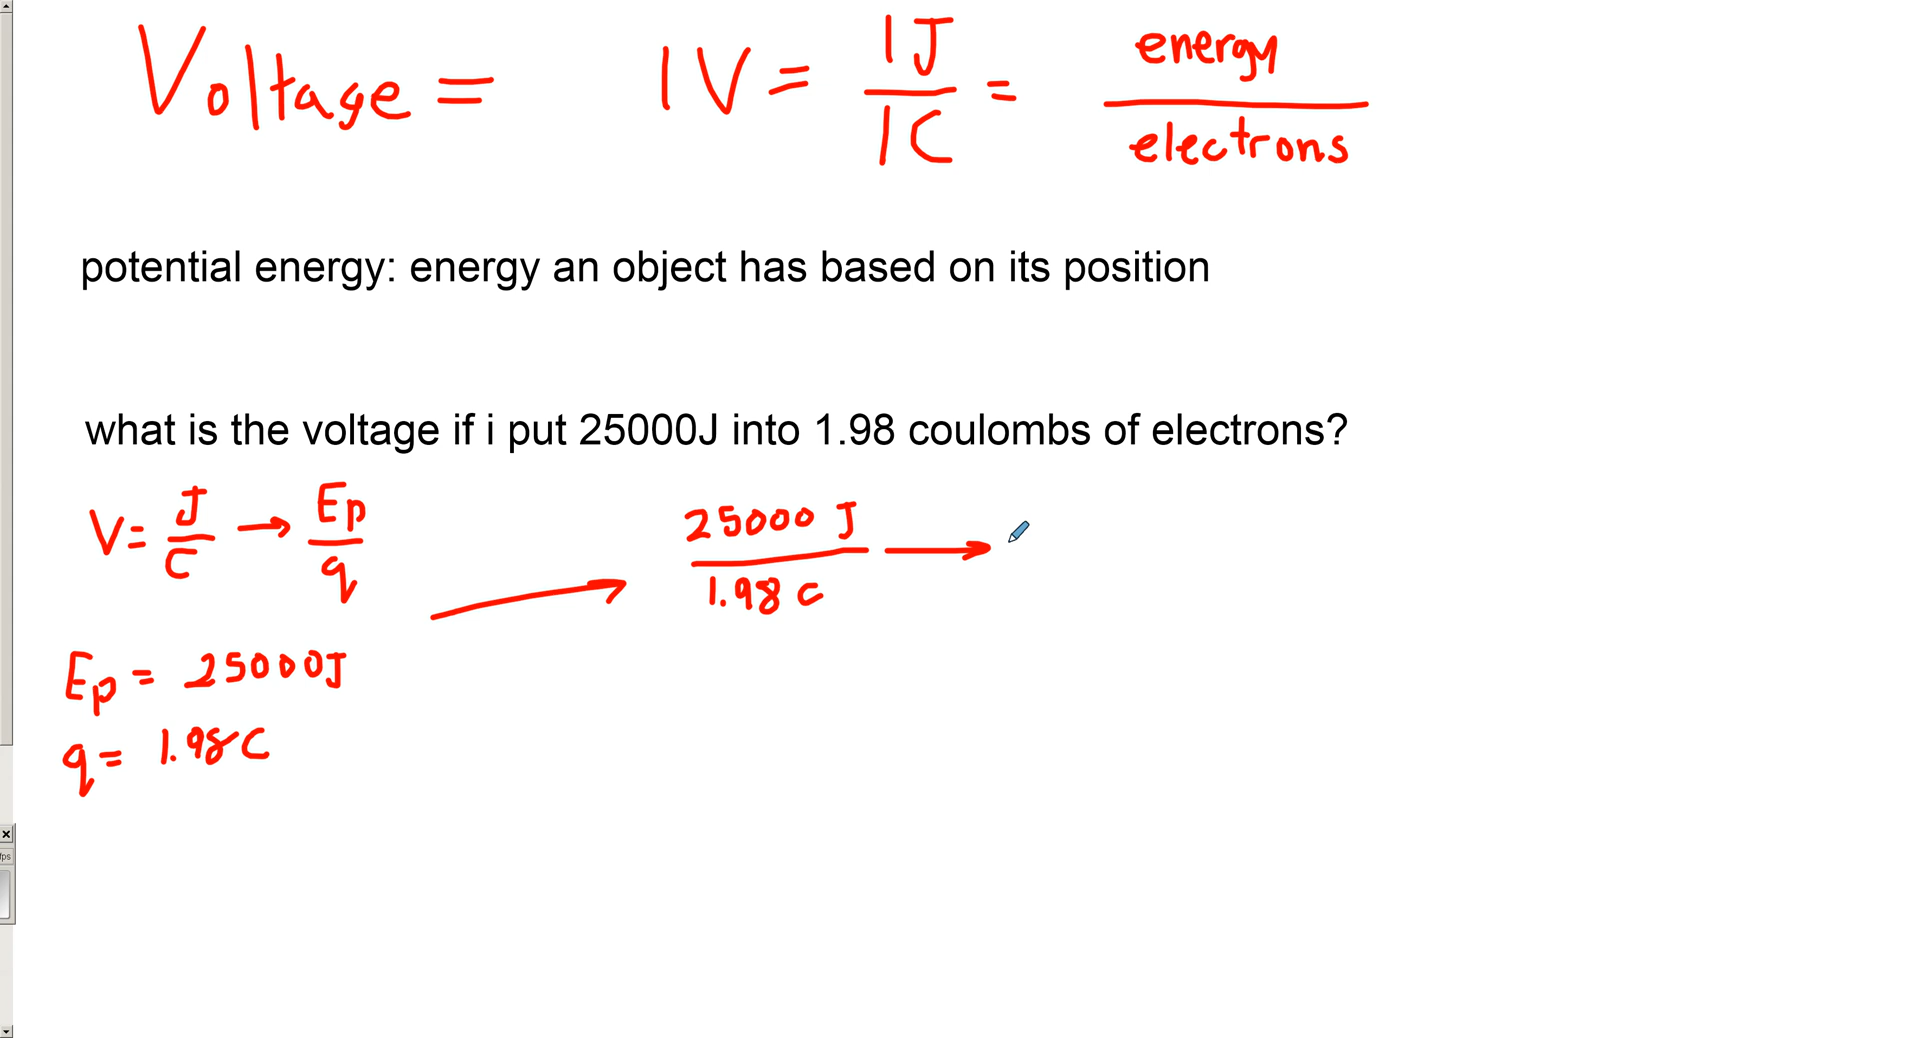 Voltage = 1V = 1J / 1C = energy / electrons
potential energy: energy an object has based on its position
what is the voltage if i put 25000J into 1.98 coulombs of electrons?
V = J / C → Ep / q
25000 J / 1.98 C →
Ep = 25000J
q = 1.98C
fps